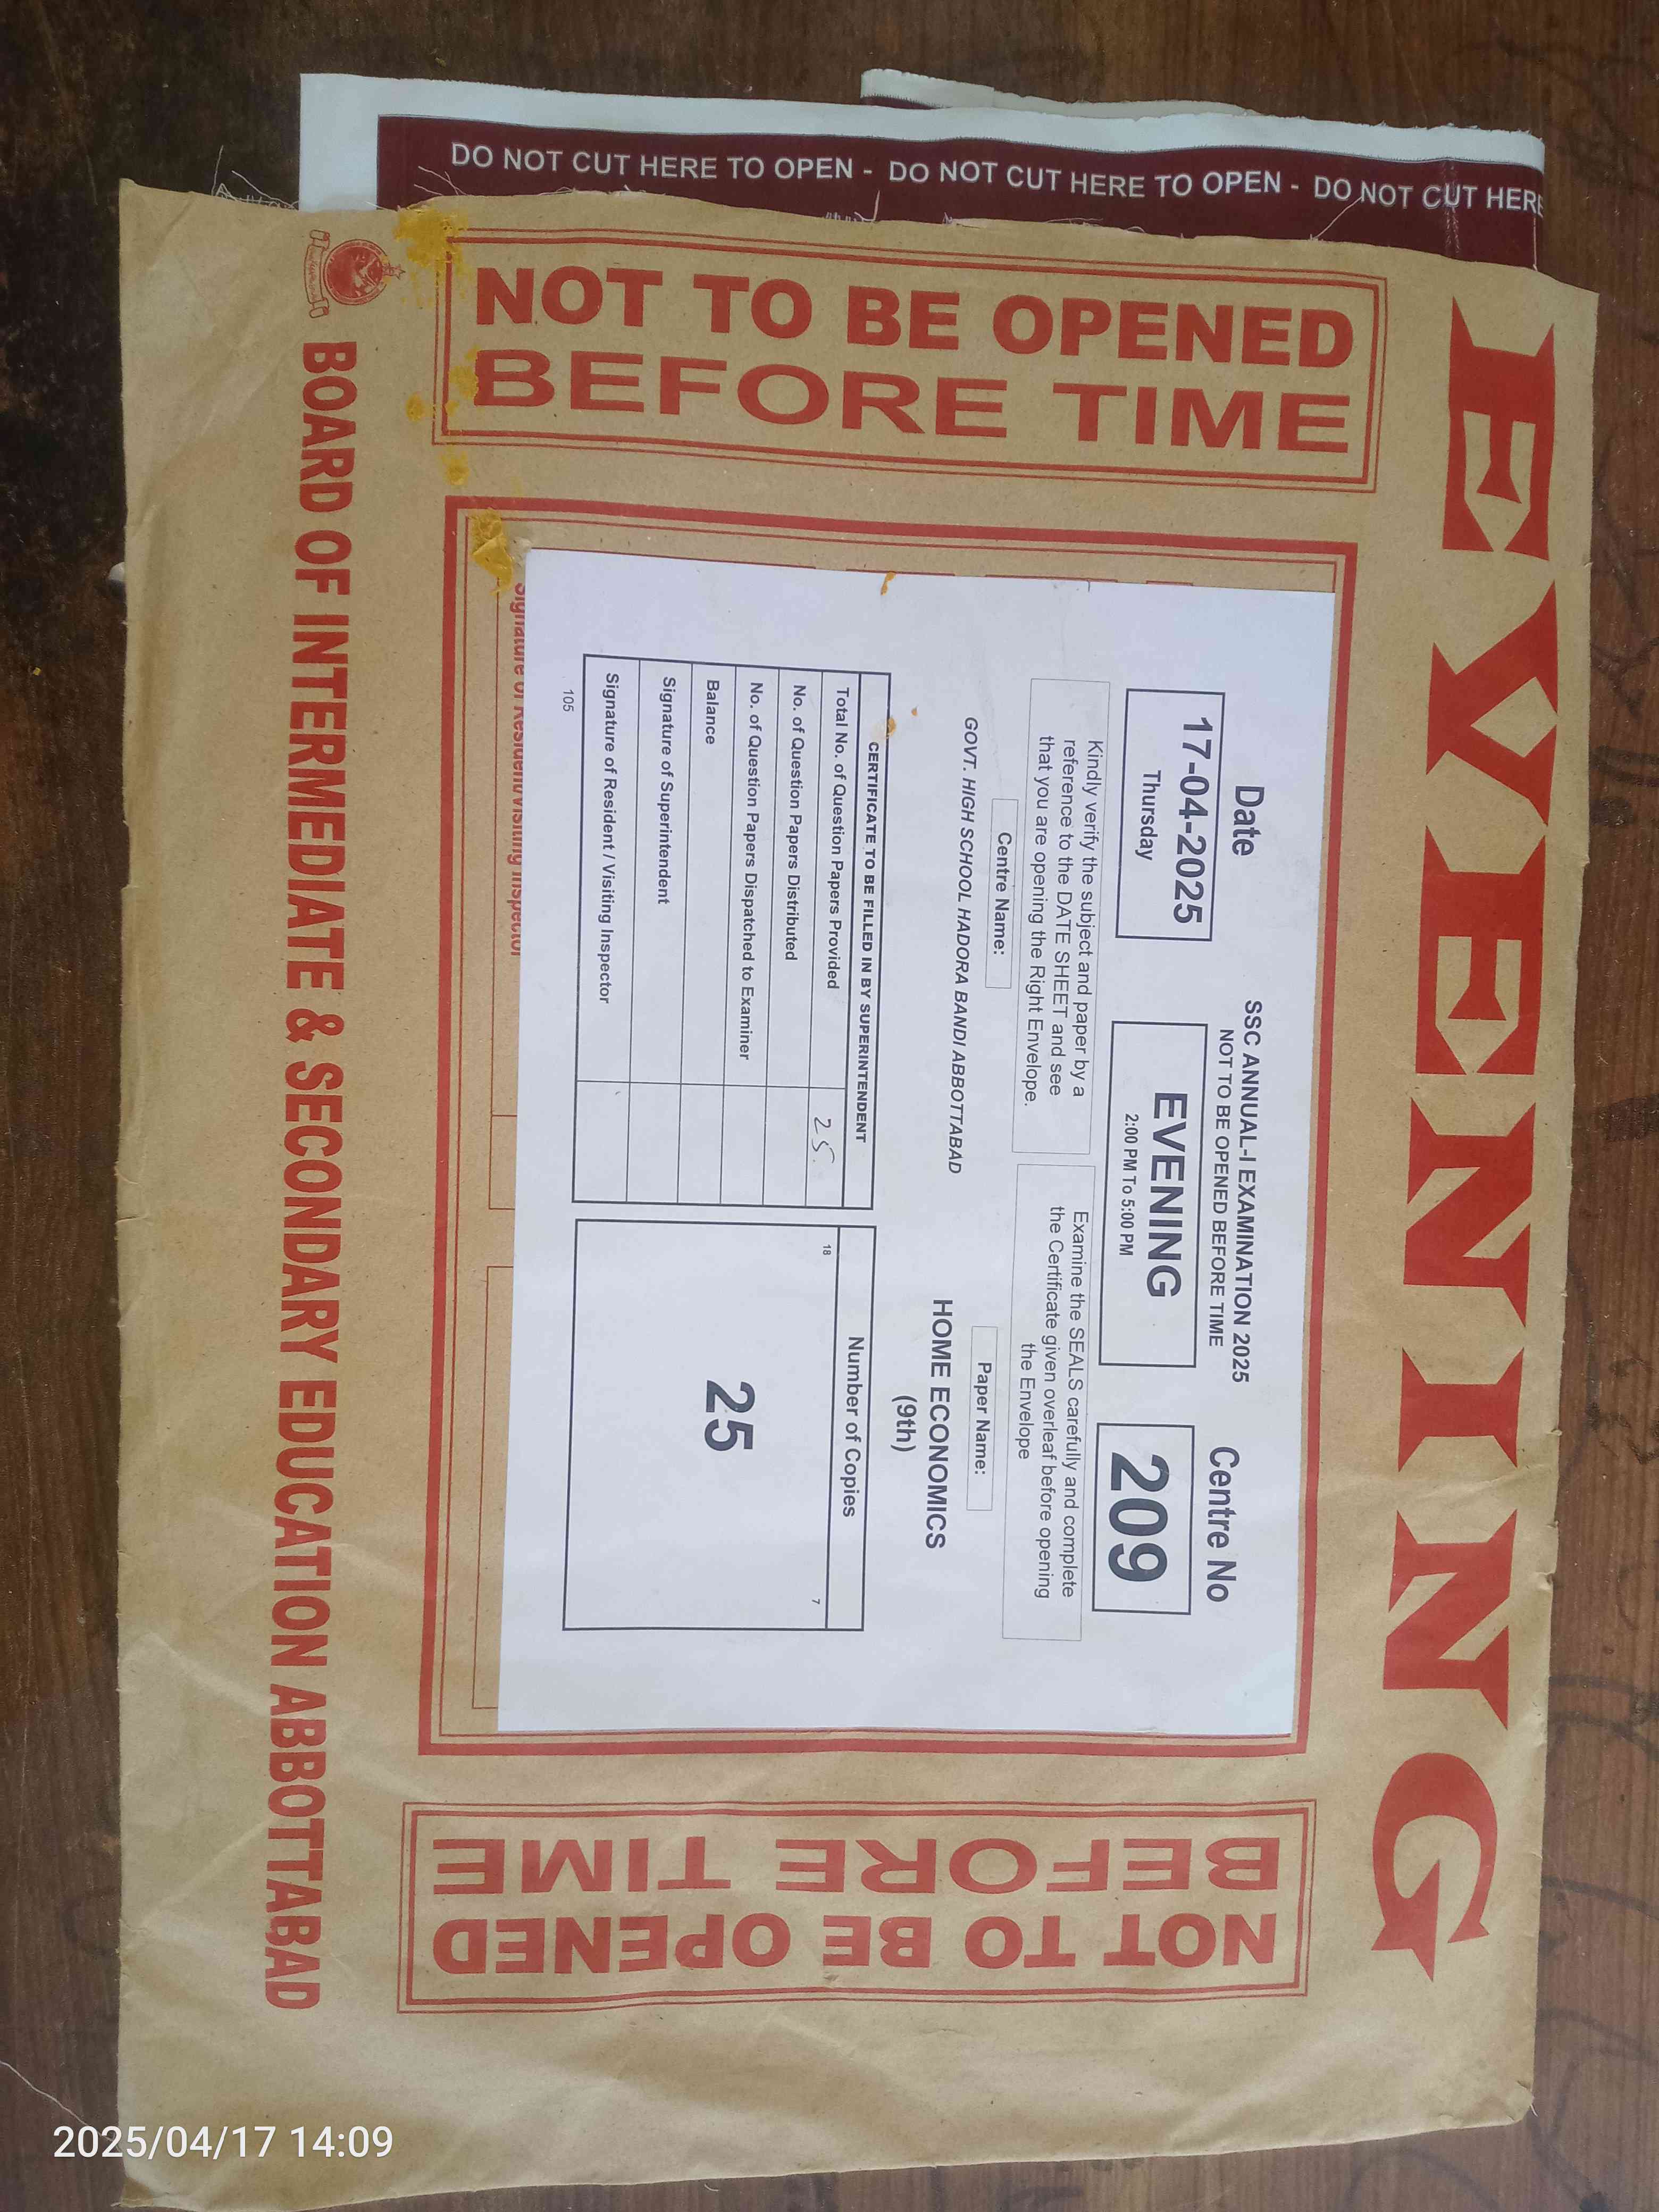 DO NOT CUT HERE TO OPEN - DO NOT CUT HERE TO OPEN - DO NOT CUT HERE
EVENING
NOT TO BE OPENED
BEFORE TIME
SSC ANNUAL-I EXAMINATION 2025
NOT TO BE OPENED BEFORE TIME
Date
17-04-2025
Thursday
EVENING
2:00 PM To 5:00 PM
Centre No
209
Kindly verify the subject and paper by a
reference to the DATE SHEET and see
that you are opening the Right Envelope.
Examine the SEALS carefully and complete
the Certificate given overleaf before opening
the Envelope
Centre Name:
GOVT. HIGH SCHOOL HADORA BANDI ABBOTTABAD
Paper Name:
HOME ECONOMICS
(9th)
CERTIFICATE TO BE FILLED IN BY SUPERINTENDENT
Total No. of Question Papers Provided 25
No. of Question Papers Distributed
No. of Question Papers Dispatched to Examiner
Balance
Signature of Superintendent
Signature of Resident / Visiting Inspector
105
Number of Copies
18
7
25
Signature of Resident/Visiting Inspector
NOT TO BE OPENED
BEFORE TIME
BOARD OF INTERMEDIATE & SECONDARY EDUCATION ABBOTTABAD
2025/04/17 14:09